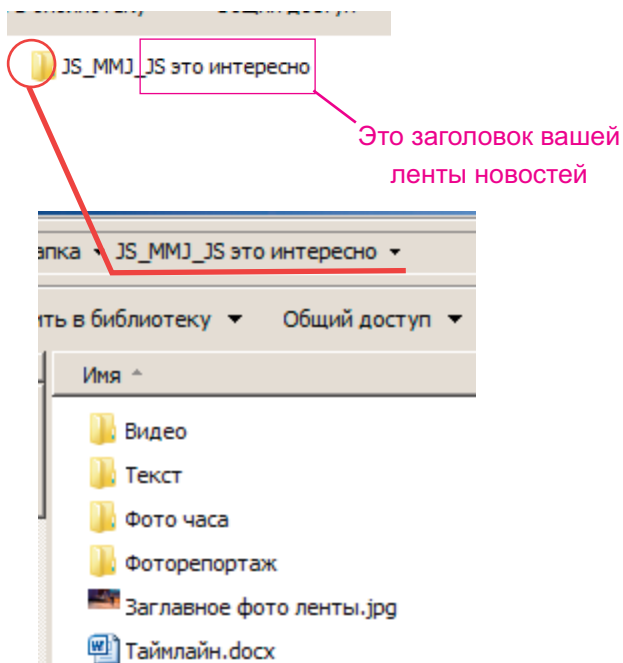 JS_MMJ_JS это интересно
Это заголовок вашей
ленты новостей
JS_MMJ_JS это интересно
в библиотеку Общий доступ
Имя
Видео
Текст
Фото часа
Фоторепортаж
Заглавное фото ленты.jpg
Таймлайн.docx